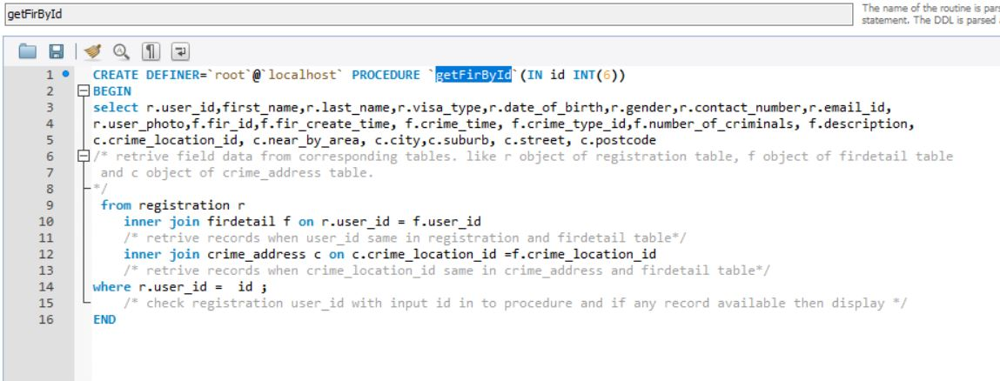 getFirById
The name of the routine is pars
statement. The DDL is parsed
1 CREATE DEFINER=`root`@`localhost` PROCEDURE `getFirById`(IN id INT(6))
2 BEGIN
3 select r.user_id,first_name,r.last_name,r.visa_type,r.date_of_birth,r.gender,r.contact_number,r.email_id,
4 r.user_photo,f.fir_id,f.fir_create_time, f.crime_time, f.crime_type_id,f.number_of_criminals, f.description,
5 c.crime_location_id, c.near_by_area, c.city,c.suburb, c.street, c.postcode
6 /* retrive field data from corresponding tables. like r object of registration table, f object of firdetail table
7 and c object of crime_address table.
8 */
9 from registration r
10 inner join firdetail f on r.user_id = f.user_id
11 /* retrive records when user_id same in registration and firdetail table*/
12 inner join crime_address c on c.crime_location_id =f.crime_location_id
13 /* retrive records when crime_location_id same in crime_address and firdetail table*/
14 where r.user_id = id ;
15 /* check registration user_id with input id in to procedure and if any record available then display */
16 END